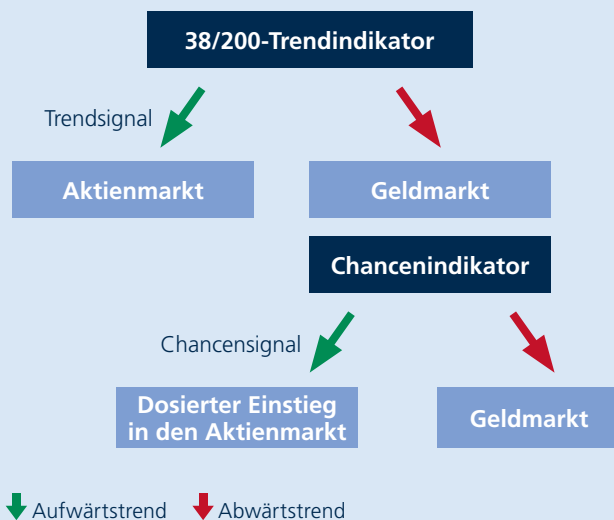 38/200-Trendindikator
Trendsignal
Aktienmarkt
Geldmarkt
Chancenindikator
Chancensignal
Dosierter Einstieg
in den Aktienmarkt
Geldmarkt
Aufwärtstrend
Abwärtstrend